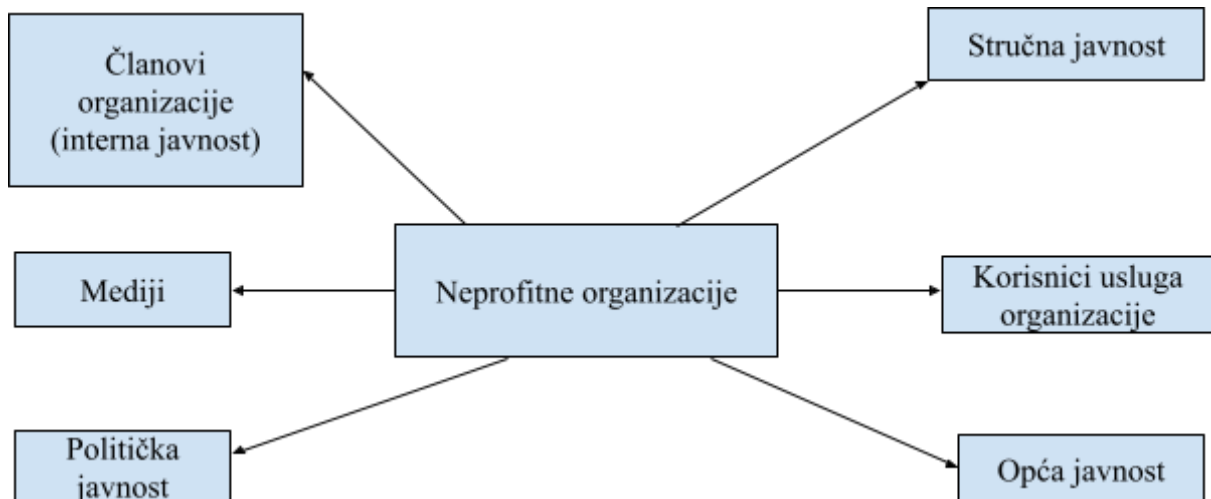 Članovi
organizacije
(interna javnost)
Stručna javnost
Mediji
Neprofitne organizacije
Korisnici usluga
organizacije
Politička
javnost
Opća javnost